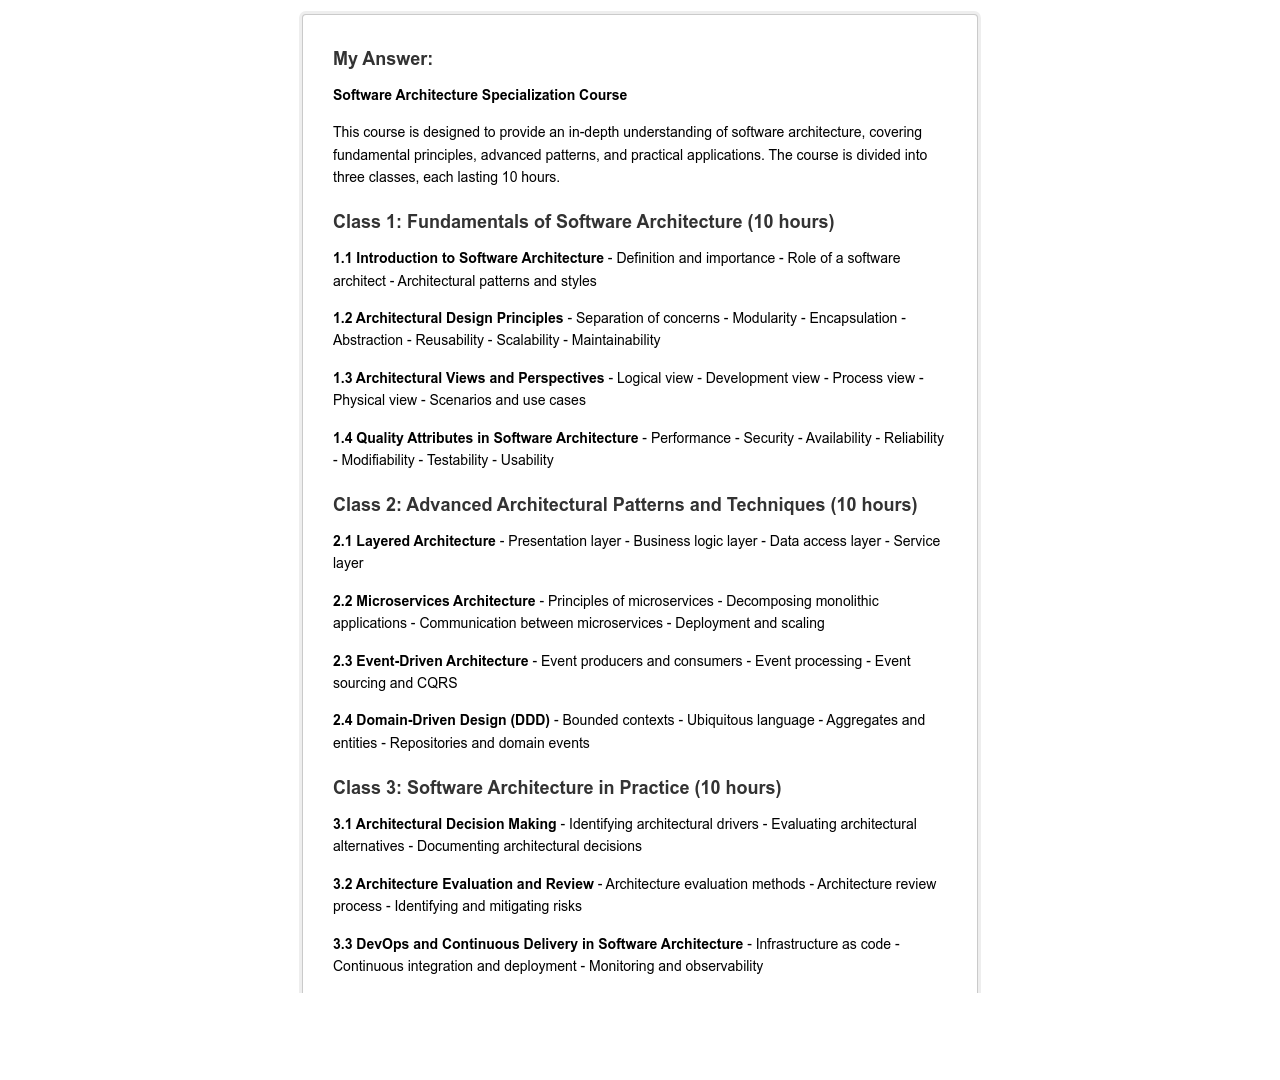 My Answer:
Software Architecture Specialization Course
This course is designed to provide an in-depth understanding of software architecture, covering
fundamental principles, advanced patterns, and practical applications. The course is divided into
three classes, each lasting 10 hours.
Class 1: Fundamentals of Software Architecture (10 hours)
1.1 Introduction to Software Architecture - Definition and importance - Role of a software
architect - Architectural patterns and styles
1.2 Architectural Design Principles - Separation of concerns - Modularity - Encapsulation -
Abstraction - Reusability - Scalability - Maintainability
1.3 Architectural Views and Perspectives - Logical view - Development view - Process view -
Physical view - Scenarios and use cases
1.4 Quality Attributes in Software Architecture - Performance - Security - Availability - Reliability
- Modifiability - Testability - Usability
Class 2: Advanced Architectural Patterns and Techniques (10 hours)
2.1 Layered Architecture - Presentation layer - Business logic layer - Data access layer - Service
layer
2.2 Microservices Architecture - Principles of microservices - Decomposing monolithic
applications - Communication between microservices - Deployment and scaling
2.3 Event-Driven Architecture - Event producers and consumers - Event processing - Event
sourcing and CQRS
2.4 Domain-Driven Design (DDD) - Bounded contexts - Ubiquitous language - Aggregates and
entities - Repositories and domain events
Class 3: Software Architecture in Practice (10 hours)
3.1 Architectural Decision Making - Identifying architectural drivers - Evaluating architectural
alternatives - Documenting architectural decisions
3.2 Architecture Evaluation and Review - Architecture evaluation methods - Architecture review
process - Identifying and mitigating risks
3.3 DevOps and Continuous Delivery in Software Architecture - Infrastructure as code -
Continuous integration and deployment - Monitoring and observability